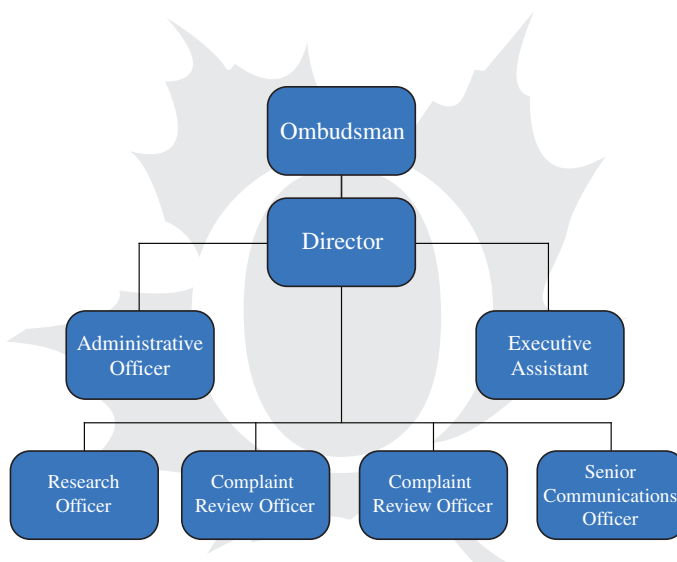 Ombudsman
Director
Administrative
Officer
Executive
Assistant
Research
Officer
Complaint
Review Officer
Complaint
Review Officer
Senior
Communications
Officer